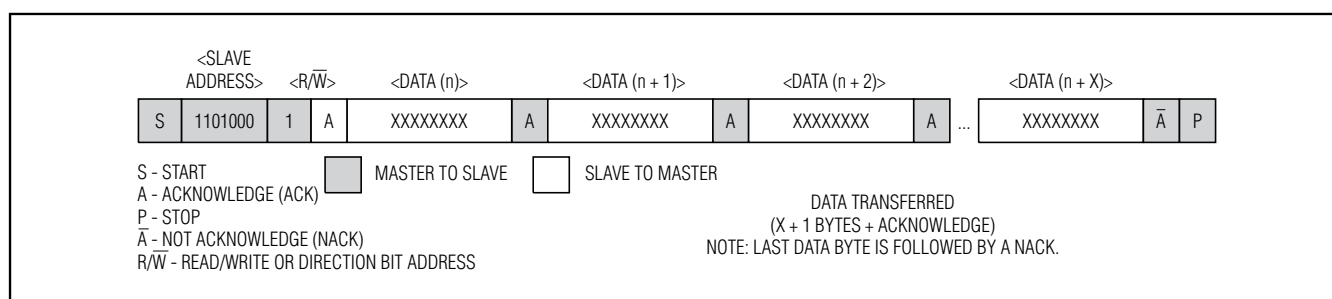 <SLAVE
ADDRESS> <R/W̅> <DATA (n)> <DATA (n + 1)> <DATA (n + 2)> <DATA (n + X)>
S 1101000 1 A XXXXXXXX A XXXXXXXX A XXXXXXXX A ... XXXXXXXX A̅ P
S - START
MASTER TO SLAVE SLAVE TO MASTER
A - ACKNOWLEDGE (ACK)
P - STOP
A̅ - NOT ACKNOWLEDGE (NACK)
R/W̅ - READ/WRITE OR DIRECTION BIT ADDRESS
DATA TRANSFERRED
(X + 1 BYTES + ACKNOWLEDGE)
NOTE: LAST DATA BYTE IS FOLLOWED BY A NACK.